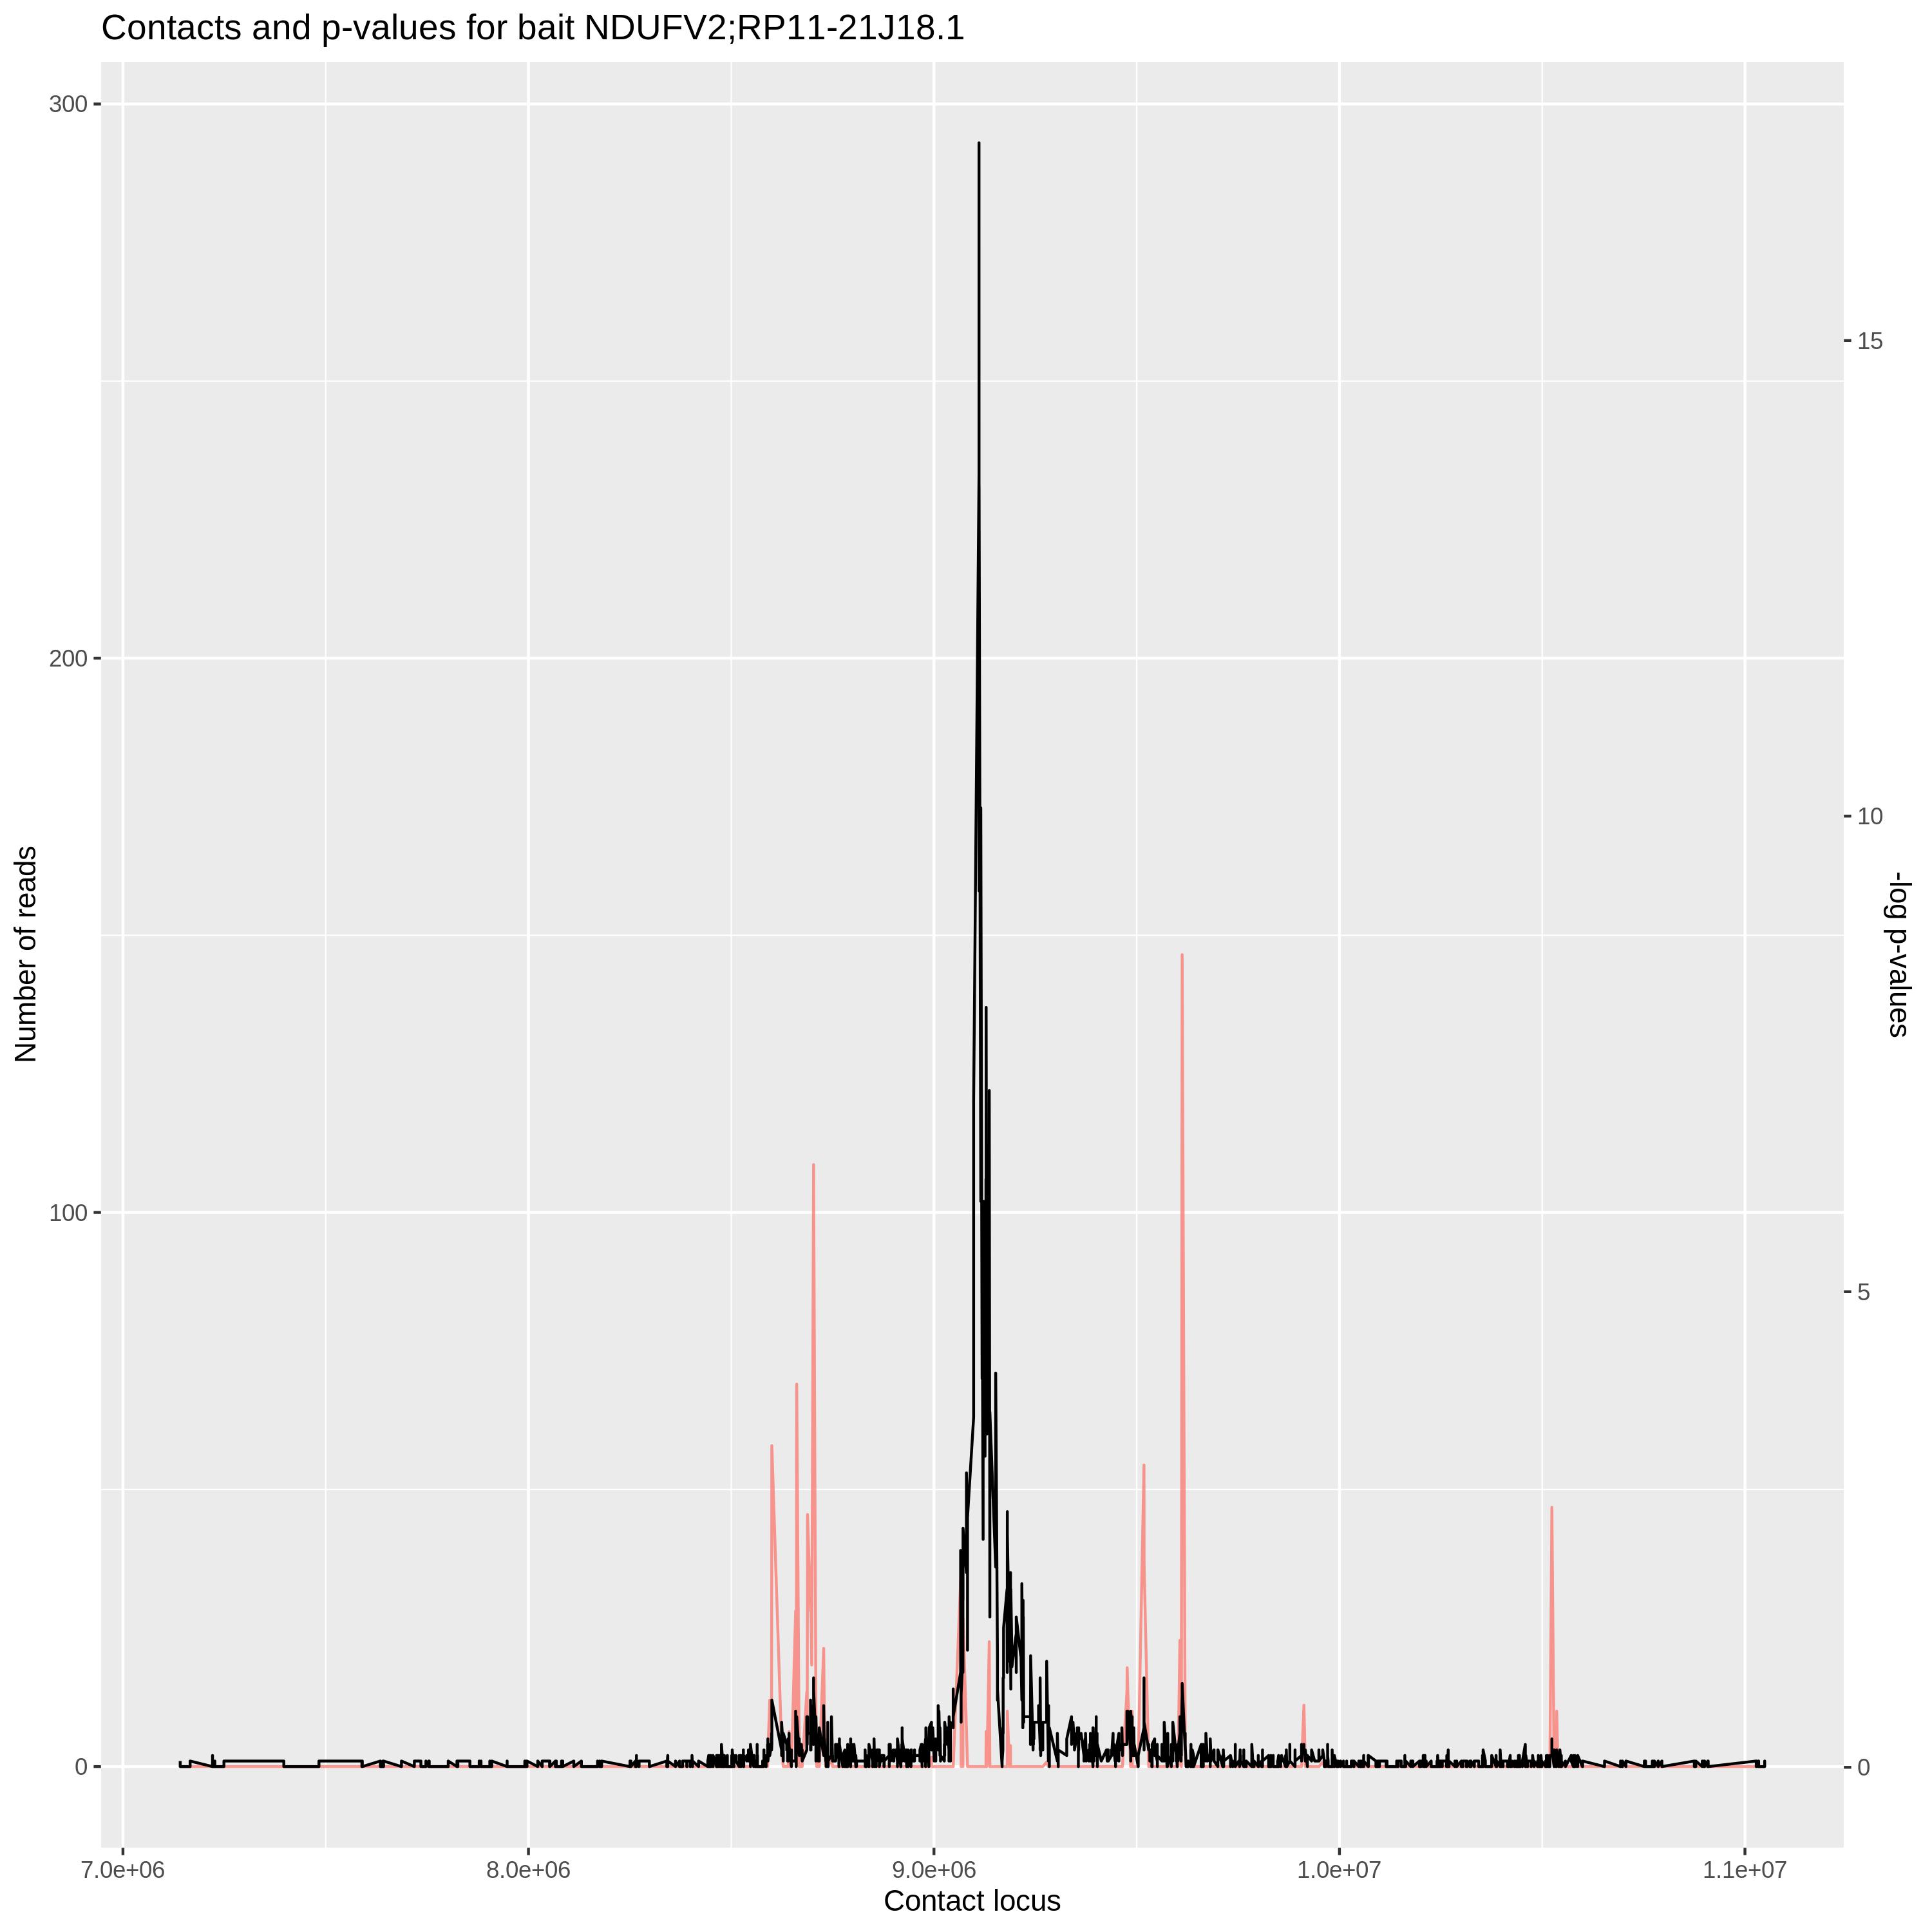 Contacts and p-values for bait NDUFV2;RP11-21J18.1
300
200
100
0
Number of reads
15
10
5
0
-log p-values
7.0e+06 8.0e+06 9.0e+06 1.0e+07 1.1e+07
Contact locus